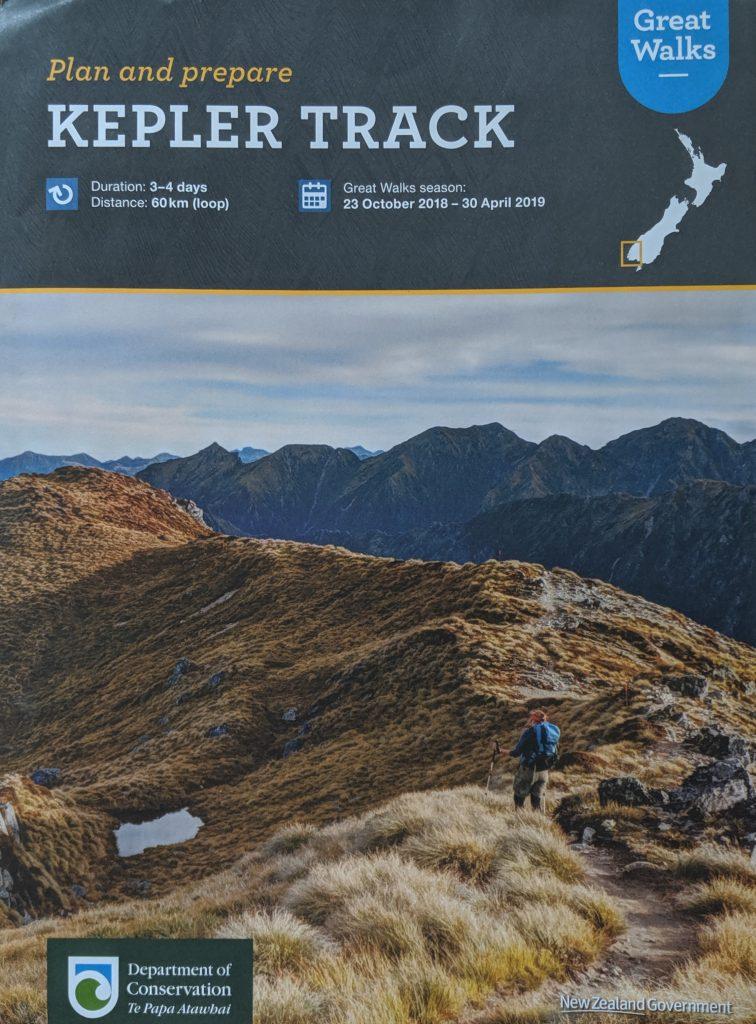 Great
Walks
Plan and prepare
KEPLER TRACK
Duration: 3–4 days
Distance: 60 km (loop)
Great Walks season:
23 October 2018 – 30 April 2019
Department of
Conservation
Te Papa Atawhai
New Zealand Government